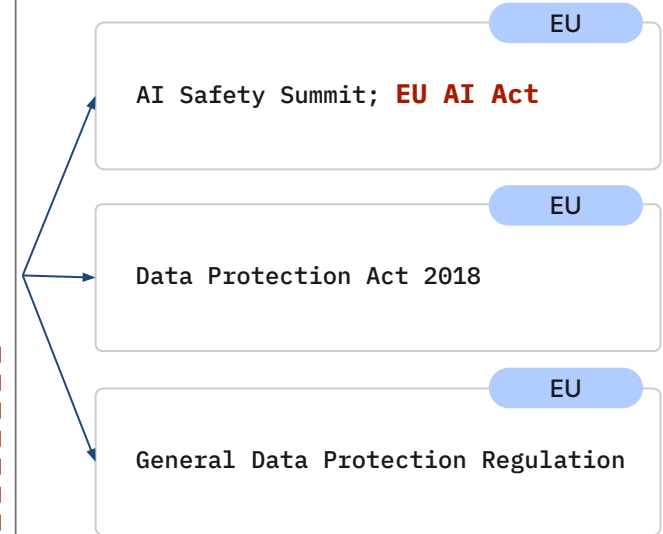 EU
AI Safety Summit; EU AI Act
EU
Data Protection Act 2018
EU
General Data Protection Regulation